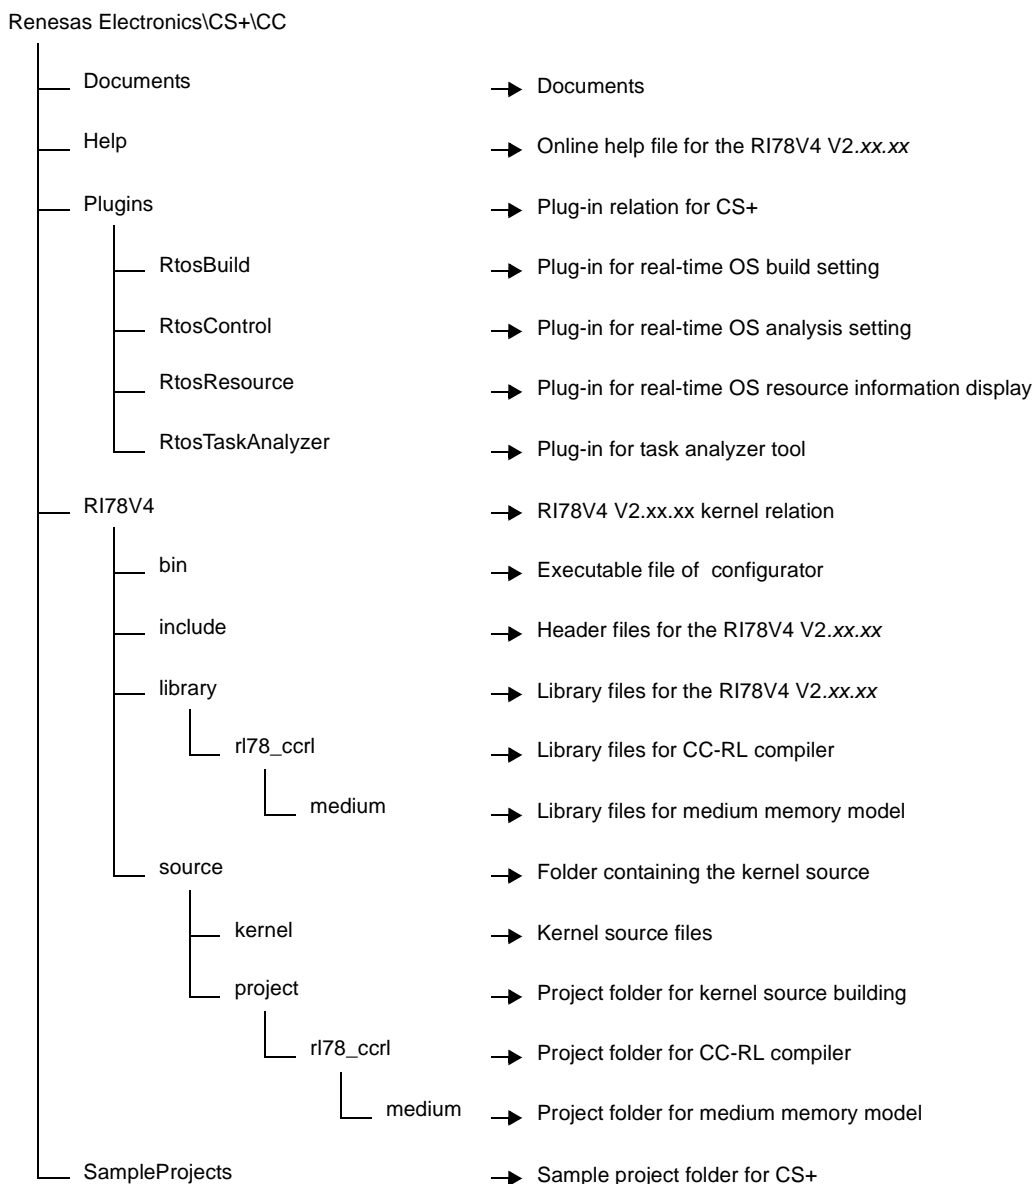 Renesas Electronics\CS+\CC
Documents Documents
Help Online help file for the RI78V4 V2.xx.xx
Plugins Plug-in relation for CS+
RtosBuild Plug-in for real-time OS build setting
RtosControl Plug-in for real-time OS analysis setting
RtosResource Plug-in for real-time OS resource information display
RtosTaskAnalyzer Plug-in for task analyzer tool
RI78V4 RI78V4 V2.xx.xx kernel relation
bin Executable file of configurator
include Header files for the RI78V4 V2.xx.xx
library Library files for the RI78V4 V2.xx.xx
rl78_ccrl Library files for CC-RL compiler
medium Library files for medium memory model
source Folder containing the kernel source
kernel Kernel source files
project Project folder for kernel source building
rl78_ccrl Project folder for CC-RL compiler
medium Project folder for medium memory model
SampleProjects Sample project folder for CS+